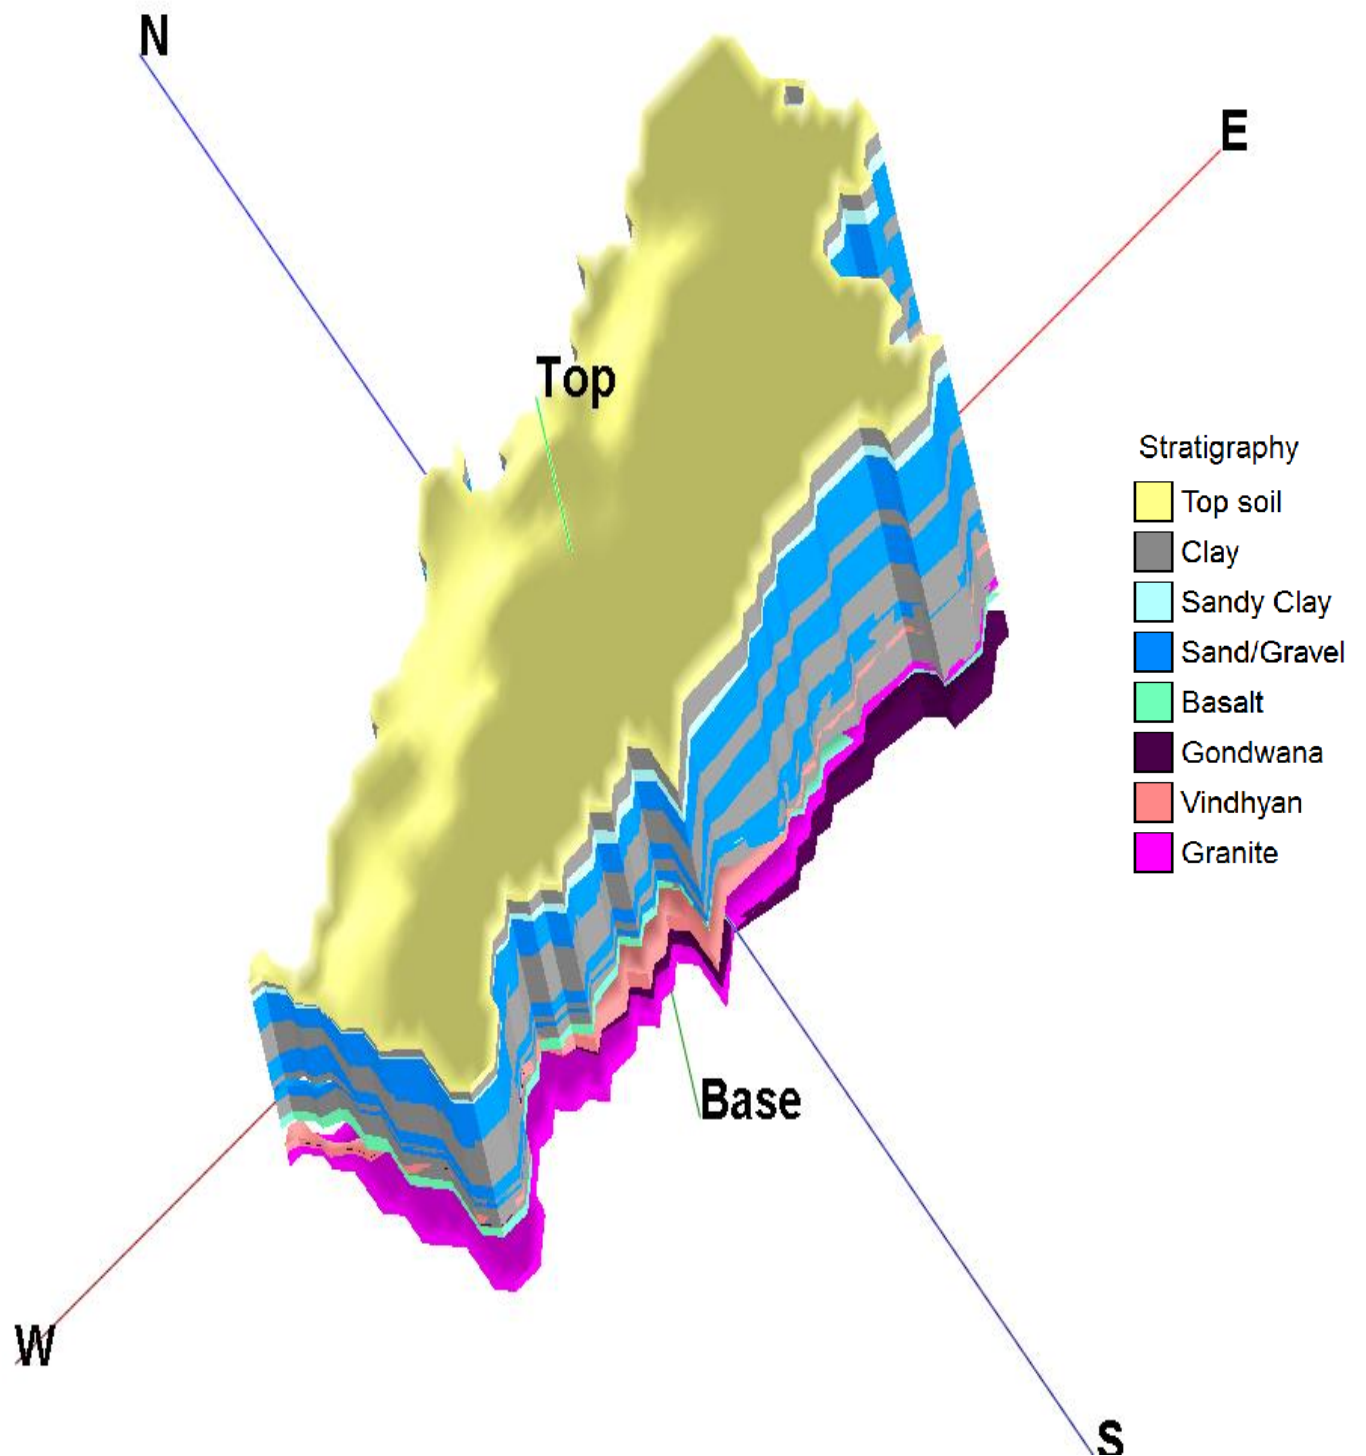 N
E
Top
Stratigraphy
Top soil
Clay
Sandy Clay
Sand/Gravel
Basalt
Gondwana
Vindhyan
Granite
Base
W
S